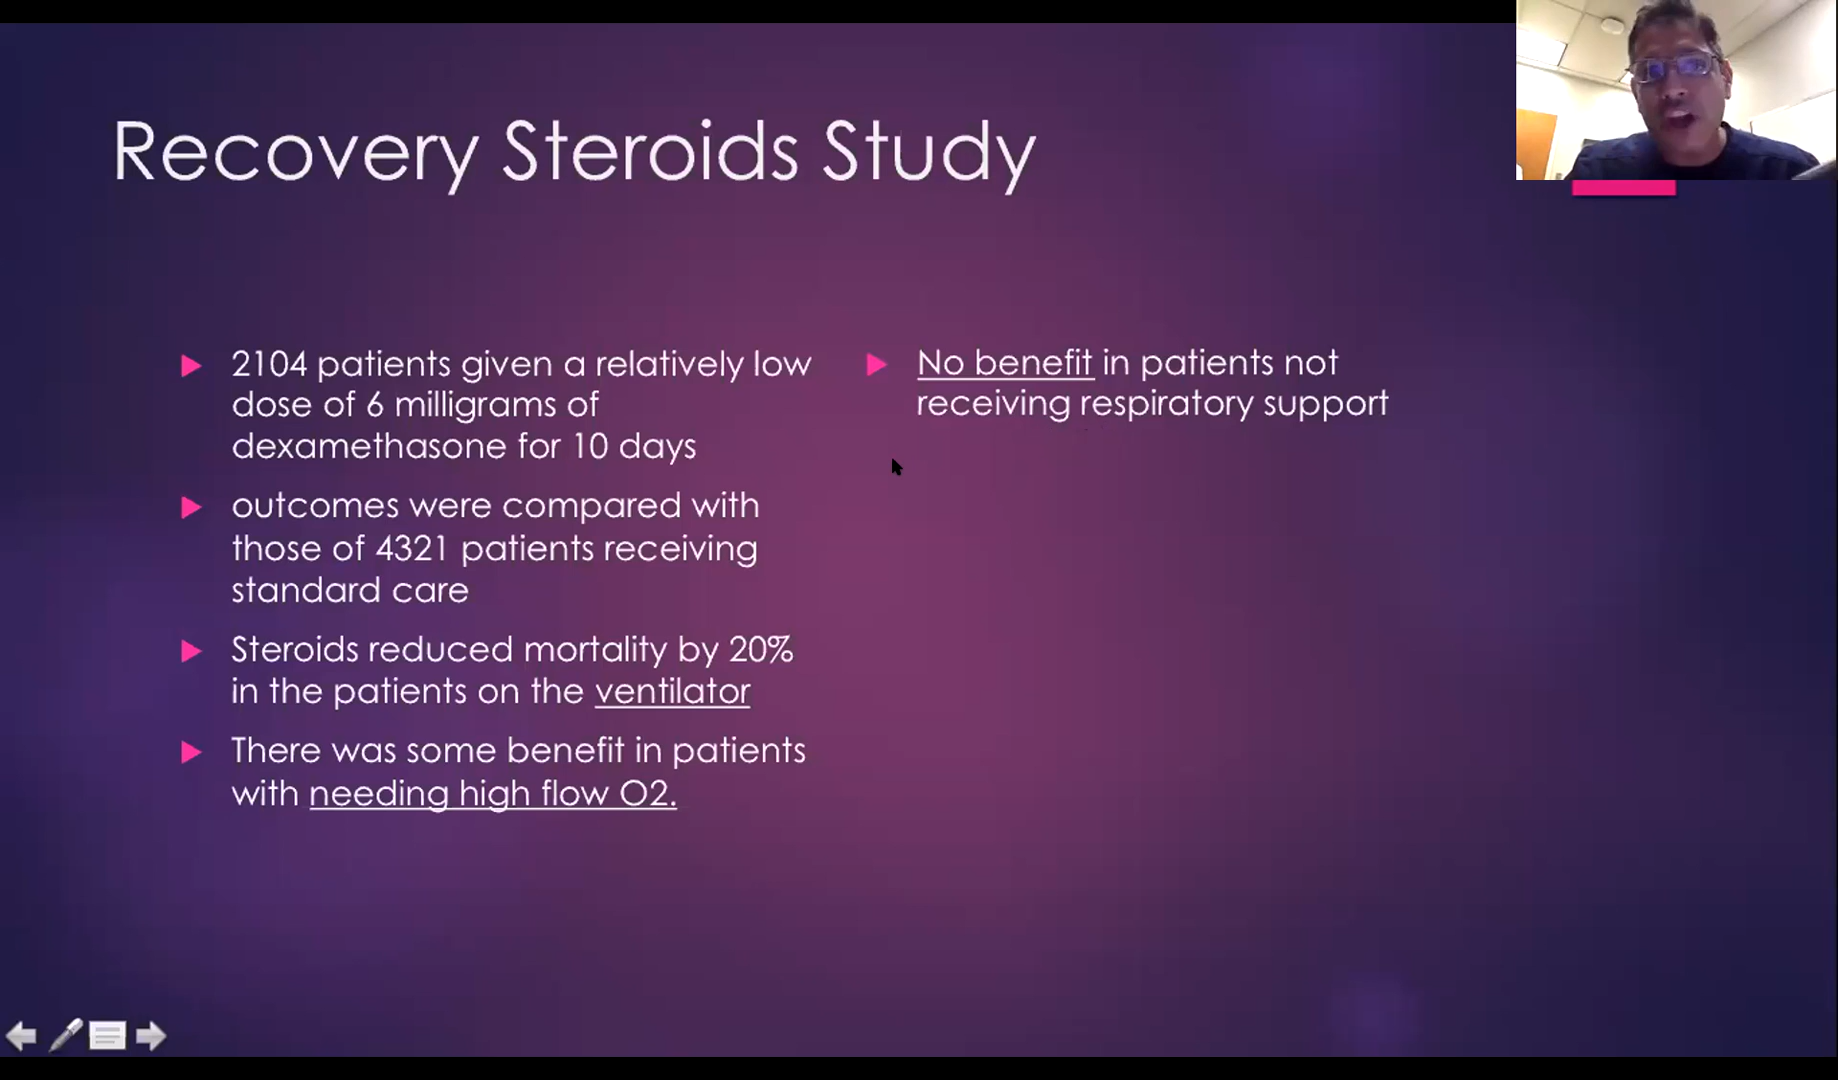 Recovery Steroids Study
2104 patients given a relatively low
dose of 6 milligrams of
dexamethasone for 10 days
outcomes were compared with
those of 4321 patients receiving
standard care
Steroids reduced mortality by 20%
in the patients on the ventilator
There was some benefit in patients
with needing high flow O2.
No benefit in patients not
receiving respiratory support